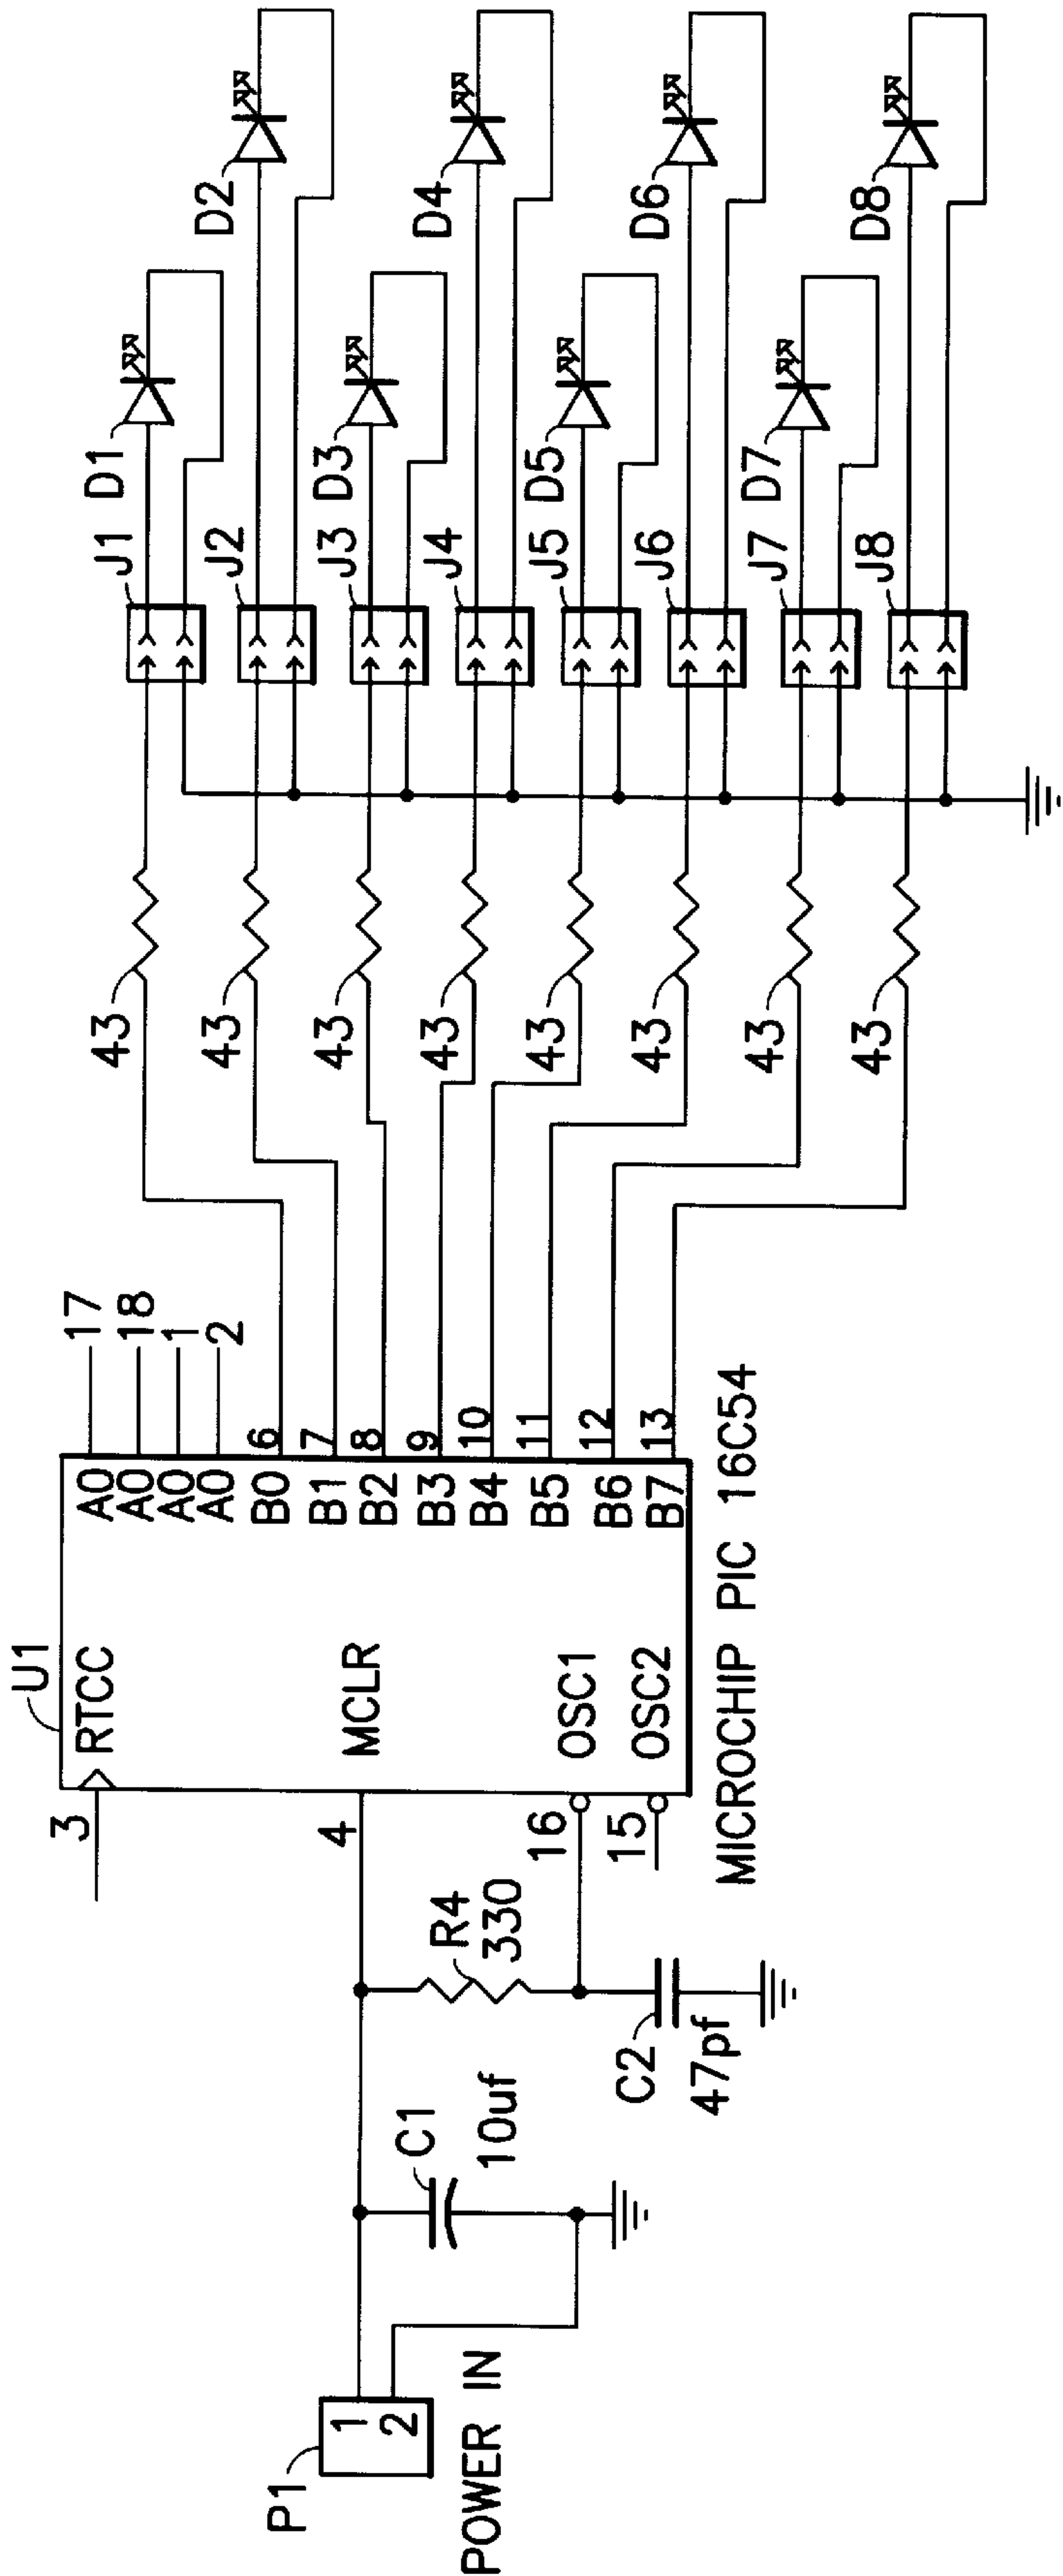 P1
1
2
POWER IN
C1
10uf
R4
330
C2
47pf
3
4
16
15
U1
RTCC
MCLR
OSC1
OSC2
A0
A0
A0
A0
B0
B1
B2
B3
B4
B5
B6
B7
17
18
1
2
6
7
8
9
10
11
12
13
MICROCHIP PIC 16C54
43
43
43
43
43
43
43
43
J1
J2
J3
J4
J5
J6
J7
J8
D1
D2
D3
D4
D5
D6
D7
D8